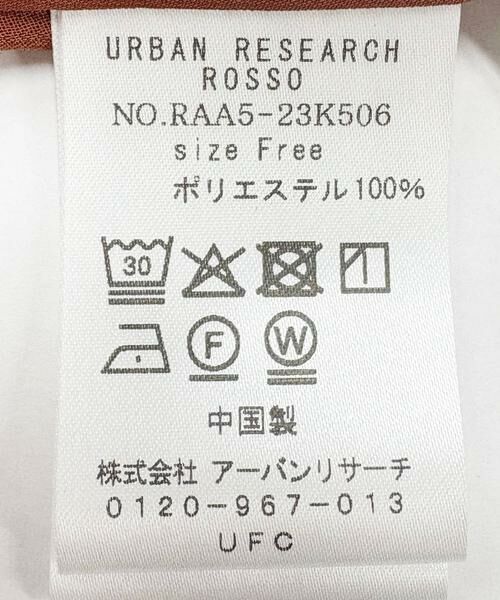 URBAN RESEARCH
ROSSO
NO.RAA5-23K506
size Free
ポリエステル100%
30
F W
中国製
株式会社 アーバンリサーチ
0120-967-013
UFC